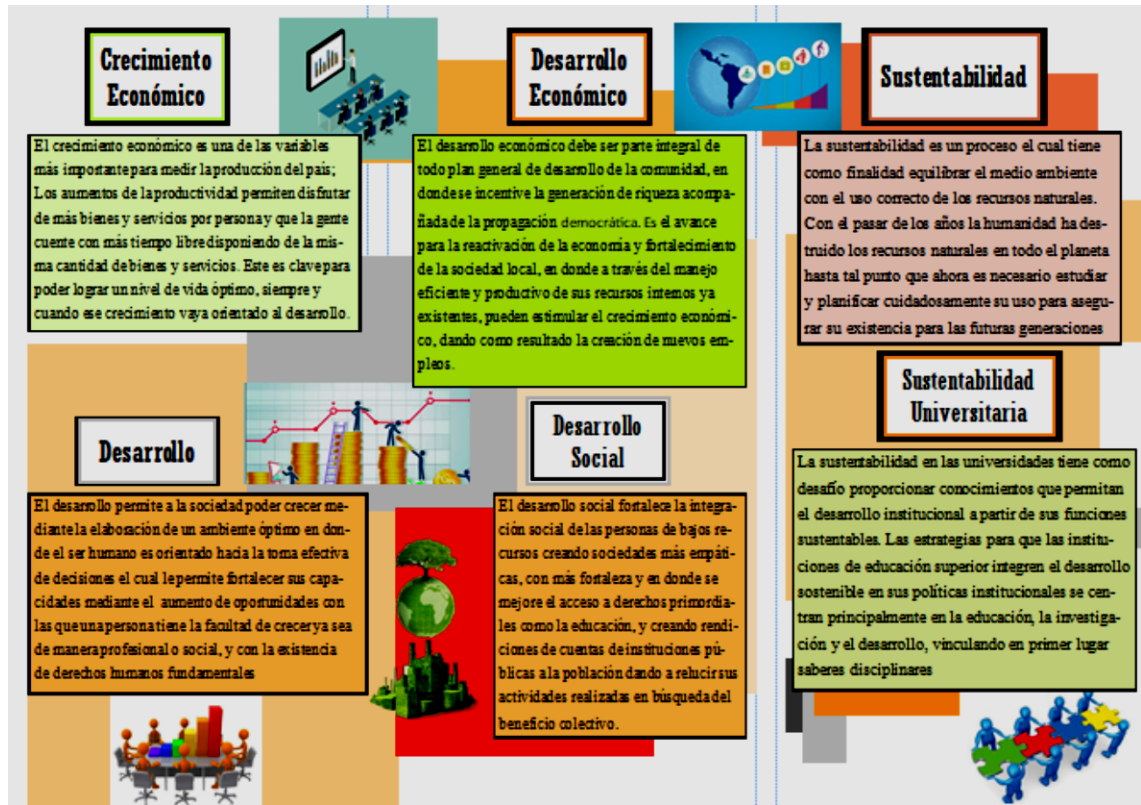 Crecimiento
Económico
El crecimiento económico es una de las variables
más importante para medir la producción del país;
Los aumentos de la productividad permiten disfrutar
de más bienes y servicios por persona y que la gente
cuente con más tiempo libre disponiendo de la mis-
ma cantidad de bienes y servicios. Este es clave para
poder lograr un nivel de vida óptimo, siempre y
cuando ese crecimiento vaya orientado al desarrollo.
Desarrollo
El desarrollo permite a la sociedad poder crecer me-
diante la elaboración de un ambiente óptimo en don-
de el ser humano es orientado hacia la toma efectiva
de decisiones el cual le permite fortalecer sus capa-
cidades mediante el aumento de oportunidades con
las que una persona tiene la facultad de crecer ya sea
de manera profesional o social, y con la existencia
de derechos humanos fundamentales
Desarrollo
Económico
El desarrollo económico debe ser parte integral de
todo plan general de desarrollo de la comunidad, en
donde se incentive la generación de riqueza acompa-
ñada de la propagación democrática. Es el avance
para la reactivación de la economía y fortalecimiento
de la sociedad local, en donde a través del manejo
eficiente y productivo de sus recursos internos ya
existentes, pueden estimular el crecimiento económi-
co, dando como resultado la creación de nuevos em-
pleos.
Desarrollo
Social
El desarrollo social fortalece la integra-
ción social de las personas de bajos re-
cursos creando sociedades más empáti-
cas, con más fortaleza y en donde se
mejore el acceso a derechos primordia-
les como la educación, y creando rendi-
ciones de cuentas de instituciones pú-
blicas a la población dando a relucir sus
actividades realizadas en búsqueda del
beneficio colectivo.
Sustentabilidad
La sustentabilidad es un proceso el cual tiene
como finalidad equilibrar el medio ambiente
con el uso correcto de los recursos naturales.
Con el pasar de los años la humanidad ha des-
truido los recursos naturales en todo el planeta
hasta tal punto que ahora es necesario estudiar
y planificar cuidadosamente su uso para asegu-
rar su existencia para las futuras generaciones
Sustentabilidad
Universitaria
La sustentabilidad en las universidades tiene como
desafío proporcionar conocimientos que permitan
el desarrollo institucional a partir de sus funciones
sustentables. Las estrategias para que las institu-
ciones de educación superior integren el desarrollo
sostenible en sus políticas institucionales se cen-
tran principalmente en la educación, la investiga-
ción y el desarrollo, vinculando en primer lugar
saberes disciplinares